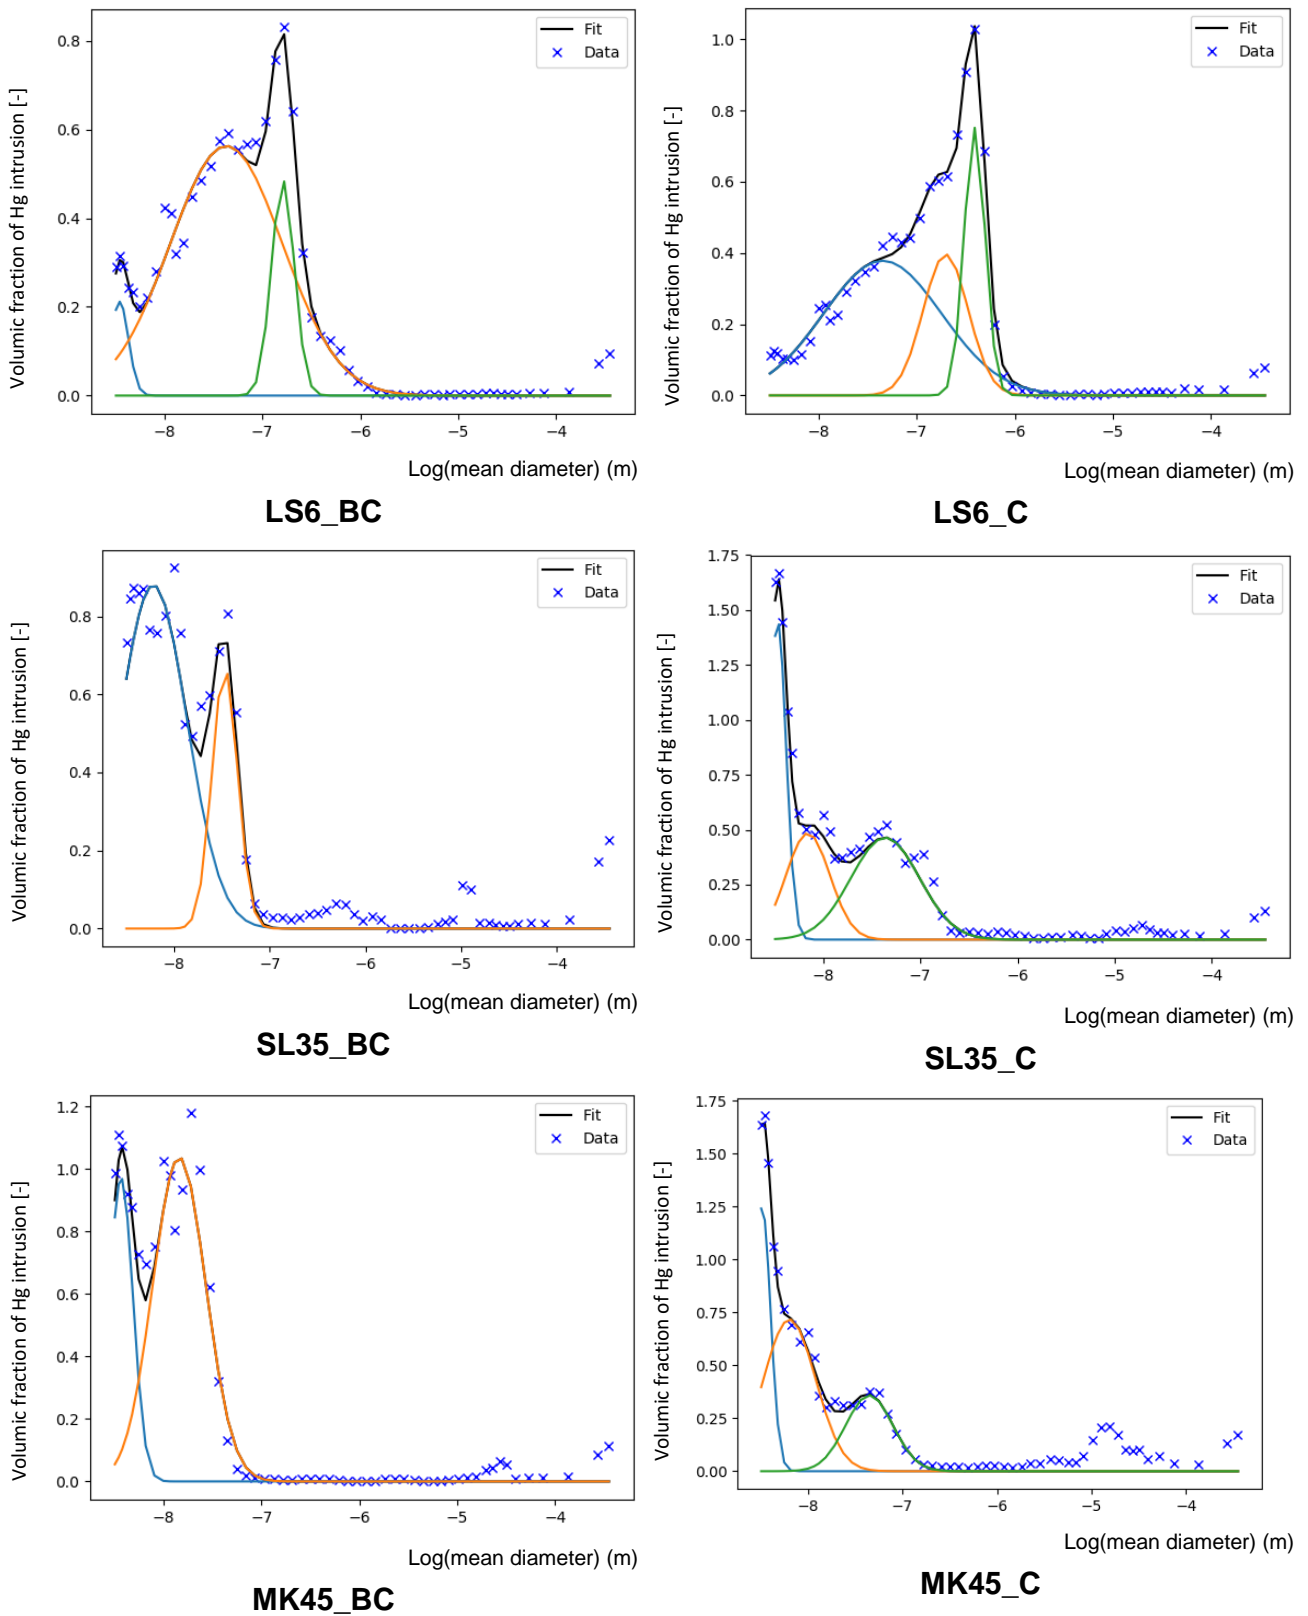 Volumic fraction of Hg intrusion [-]
0.8
0.6
0.4
0.2
0.0
Fit
Data
−8 −7 −6 −5 −4
Log(mean diameter) (m)
LS6_BC
Volumic fraction of Hg intrusion [-]
1.0
0.8
0.6
0.4
0.2
0.0
Fit
Data
−8 −7 −6 −5 −4
Log(mean diameter) (m)
LS6_C
Volumic fraction of Hg intrusion [-]
0.8
0.6
0.4
0.2
0.0
Fit
Data
−8 −7 −6 −5 −4
Log(mean diameter) (m)
SL35_BC
Volumic fraction of Hg intrusion [-]
1.75
1.50
1.25
1.00
0.75
0.50
0.25
0.00
Fit
Data
−8 −7 −6 −5 −4
Log(mean diameter) (m)
SL35_C
Volumic fraction of Hg intrusion [-]
1.2
1.0
0.8
0.6
0.4
0.2
0.0
Fit
Data
−8 −7 −6 −5 −4
Log(mean diameter) (m)
MK45_BC
Volumic fraction of Hg intrusion [-]
1.75
1.50
1.25
1.00
0.75
0.50
0.25
0.00
Fit
Data
−8 −7 −6 −5 −4
Log(mean diameter) (m)
MK45_C